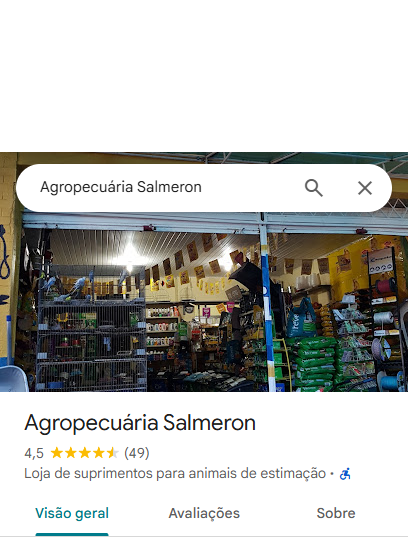 Agropecuária Salmeron
Agropecuária Salmeron
4,5 (49)
Loja de suprimentos para animais de estimação ·
Visão geral Avaliações Sobre